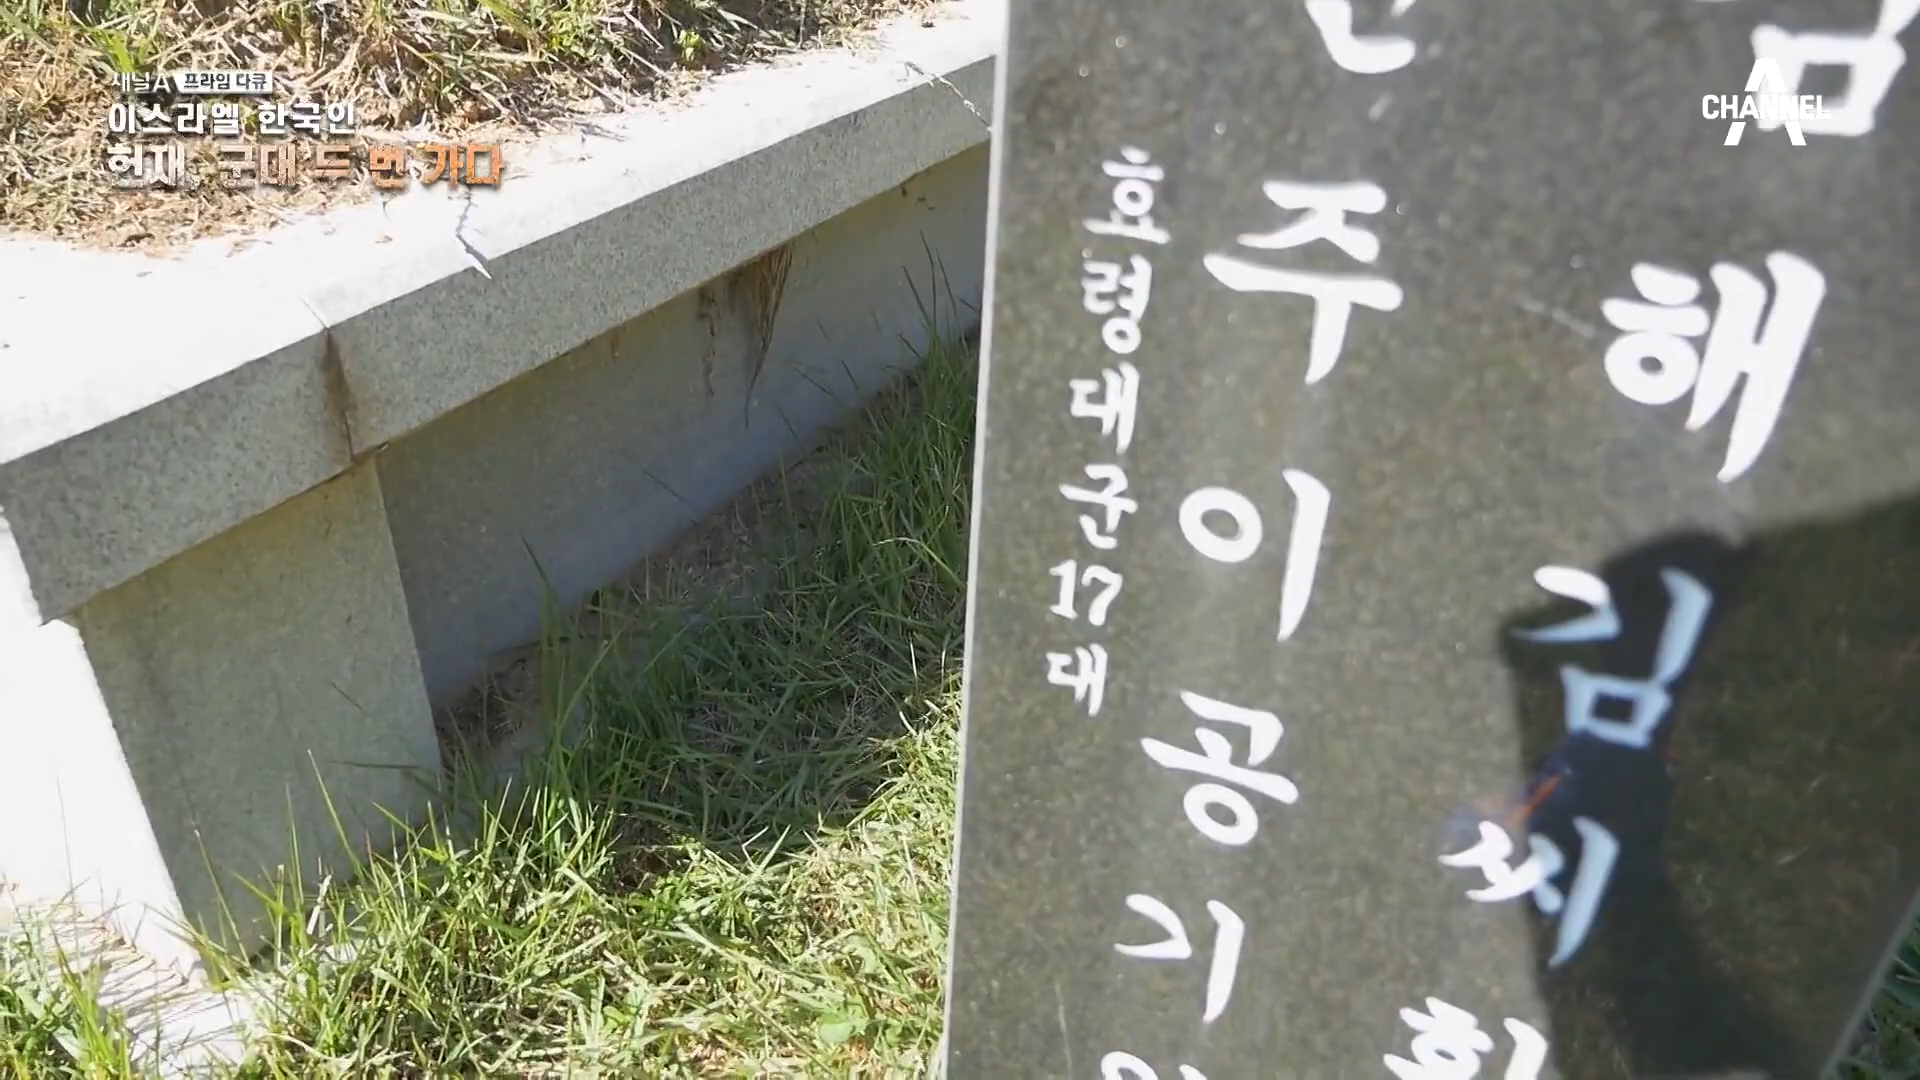 채널A 프라임 다큐
이스라엘 한국인
헌재, 군대 두 번 가다
CHANNEL A
효령대군17대
주이공기
해김씨회